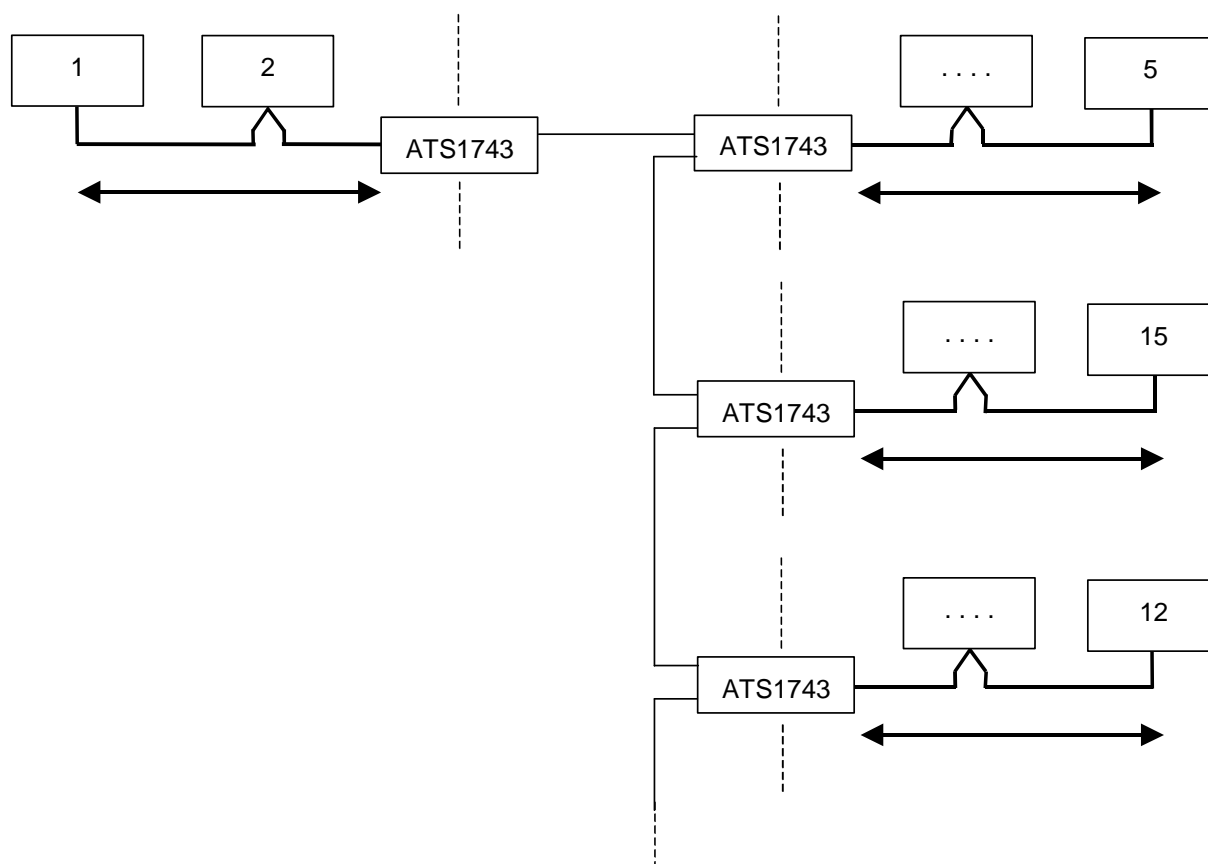 1
2
. . . .
5
ATS1743
ATS1743
. . . .
15
ATS1743
. . . .
12
ATS1743